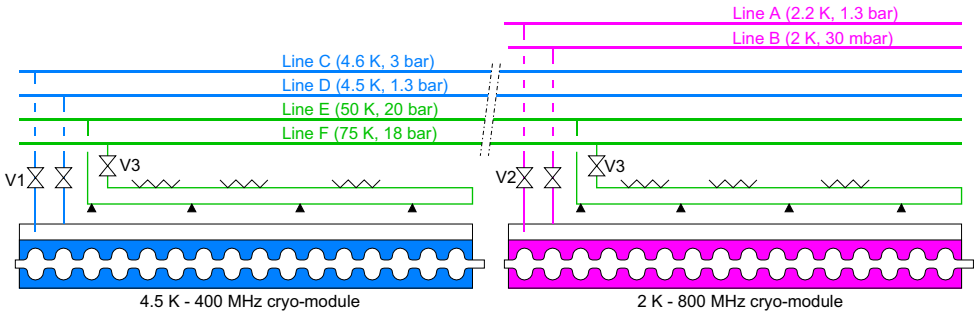 Line A (2.2 K, 1.3 bar)
Line B (2 K, 30 mbar)
Line C (4.6 K, 3 bar)
Line D (4.5 K, 1.3 bar)
Line E (50 K, 20 bar)
Line F (75 K, 18 bar)
V1
V3
V2
V3
4.5 K - 400 MHz cryo-module
2 K - 800 MHz cryo-module